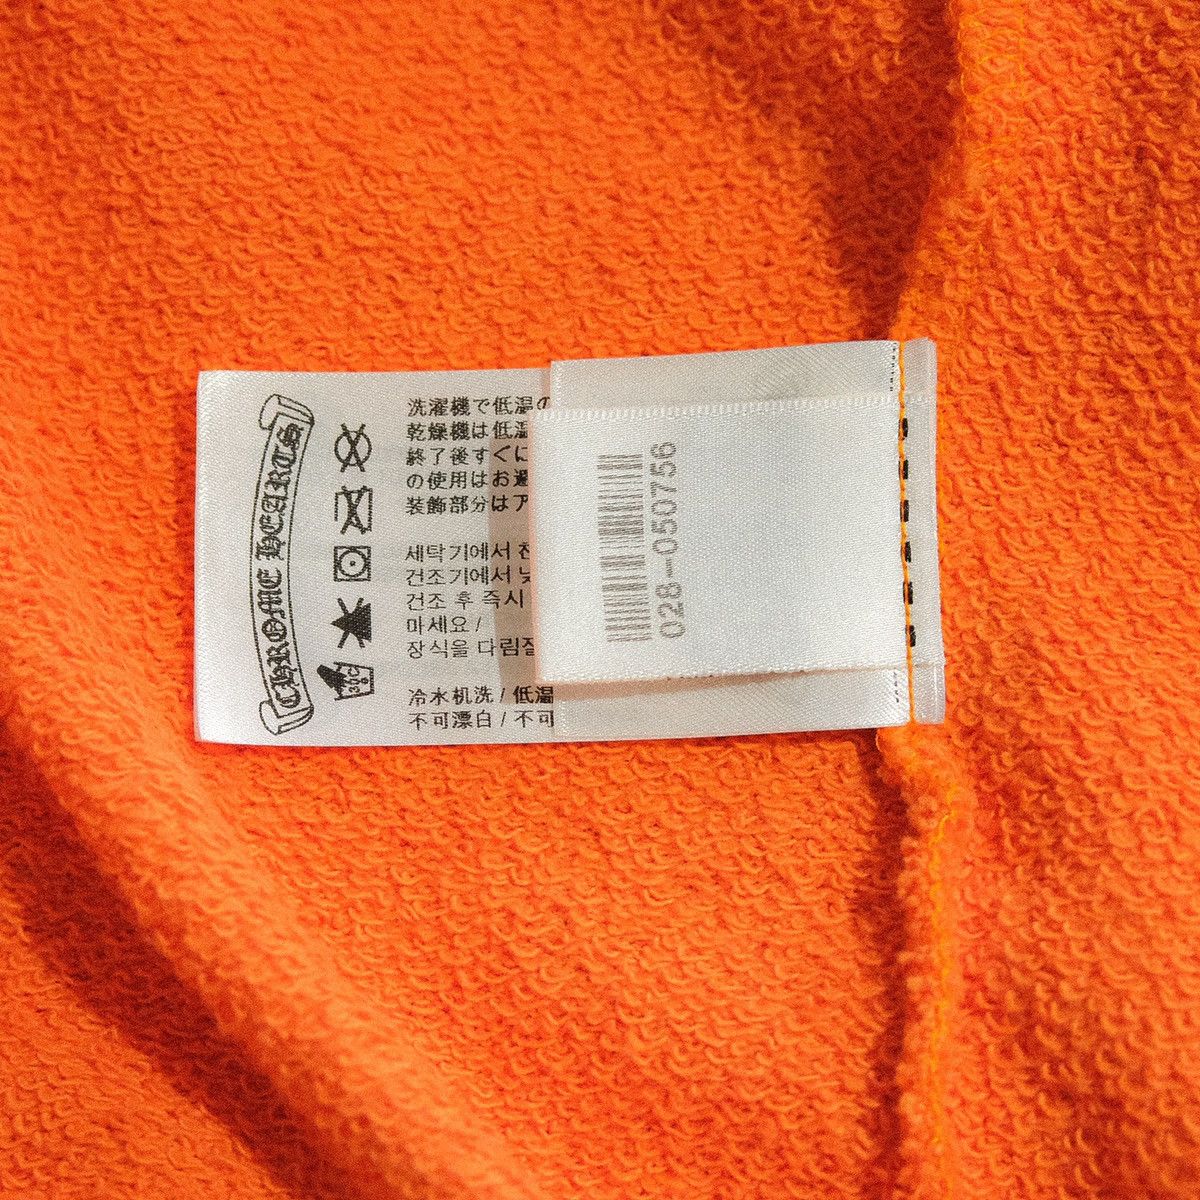 CHROME HEARTS
洗濯機で低温の
乾燥機は低温
終了後すぐに
の使用はお避
装飾部分はア
세탁기에서 찬
건조기에서 낮
건조 후 즉시
마세요 /
장식을 다림질
冷水机洗 / 低温
不可漂白 / 不可
30C
028-050756